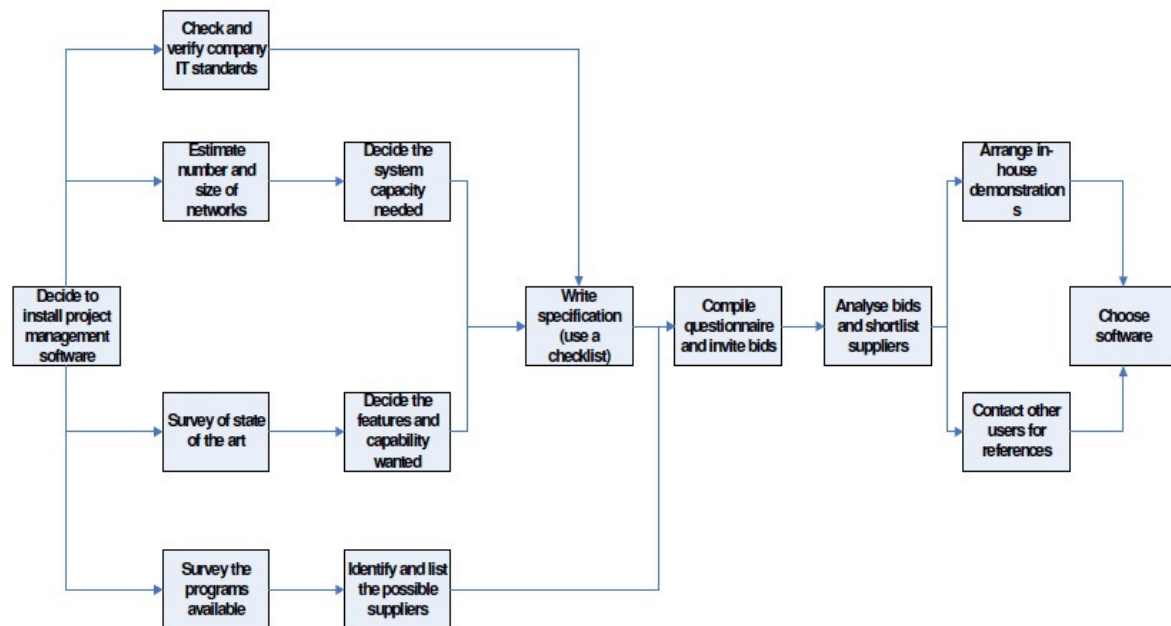 Check and
verify company
IT standards
Estimate
number and
size of
networks
Decide the
system
capacity
needed
Arrange in-
house
demonstration
s
Decide to
install project
management
software
Write
specification
(use a
checklist)
Compile
questionnaire
and invite bids
Analyse bids
and shortlist
suppliers
Choose
software
Survey of state
of the art
Decide the
features and
capability
wanted
Contact other
users for
references
Survey the
programs
available
Identify and list
the possible
suppliers